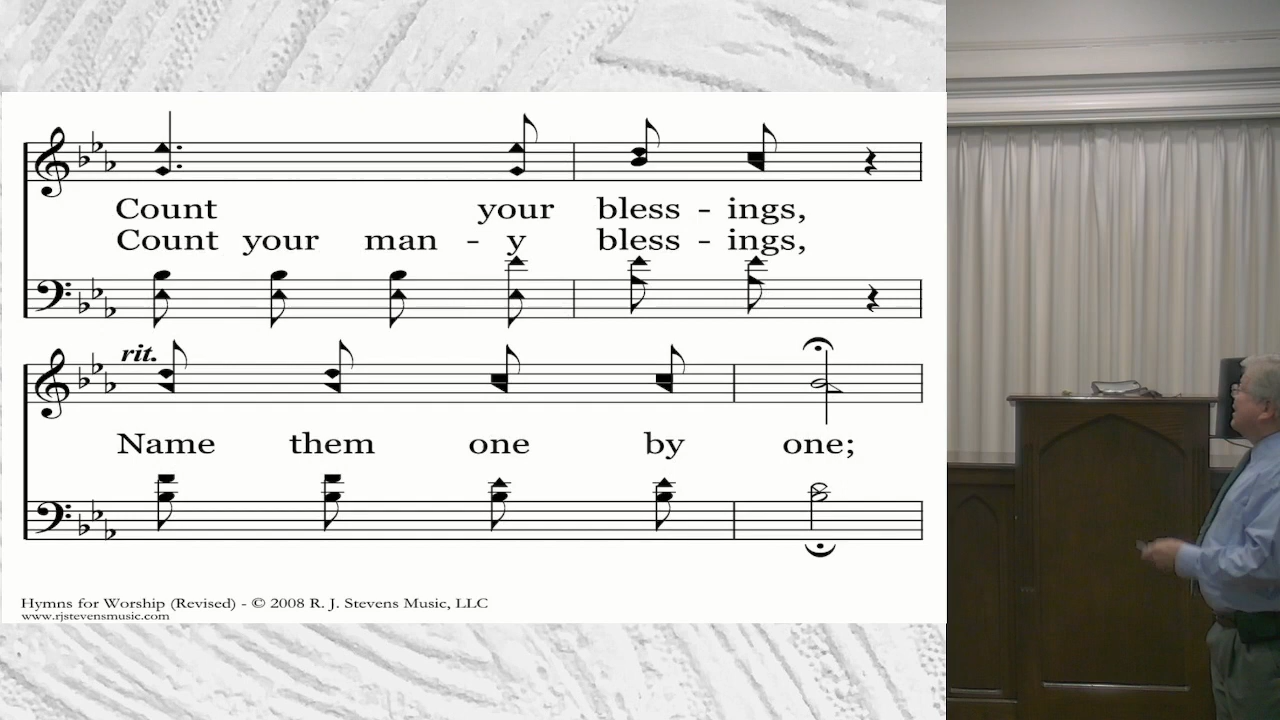 Count your bless - ings,
Count your man - y bless - ings,
rit.
Name them one by one;
Hymns for Worship (Revised) - © 2008 R. J. Stevens Music, LLC
www.rjstevensmusic.com